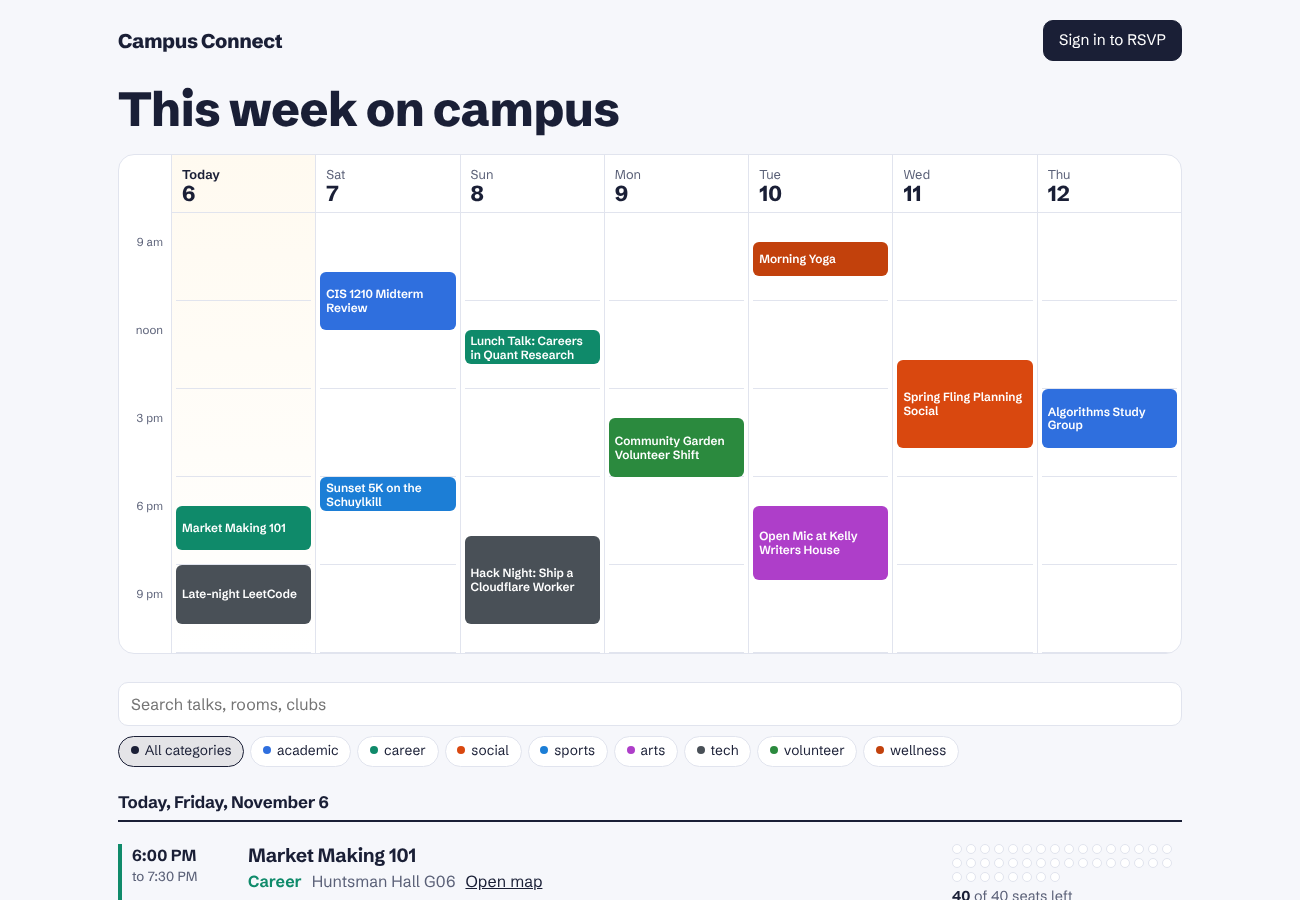 Campus Connect
Sign in to RSVP
This week on campus
Today
6
Sat
7
Sun
8
Mon
9
Tue
10
Wed
11
Thu
12
9 am
noon
3 pm
6 pm
9 pm
Market Making 101
Late-night LeetCode
CIS 1210 Midterm
Review
Sunset 5K on the
Schuylkill
Lunch Talk: Careers
in Quant Research
Hack Night: Ship a
Cloudflare Worker
Community Garden
Volunteer Shift
Morning Yoga
Open Mic at Kelly
Writers House
Spring Fling Planning
Social
Algorithms Study
Group
Search talks, rooms, clubs
All categories
academic
career
social
sports
arts
tech
volunteer
wellness
Today, Friday, November 6
6:00 PM
to 7:30 PM
Market Making 101
Career Huntsman Hall G06 Open map
40 of 40 seats left